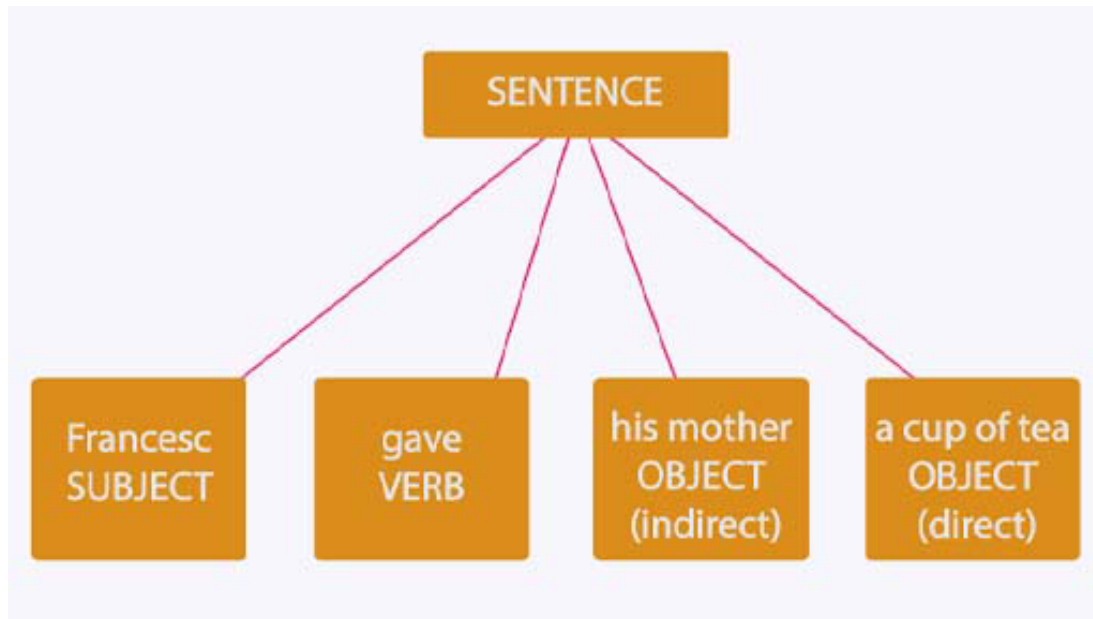 SENTENCE
Francesc
SUBJECT
gave
VERB
his mother
OBJECT
(indirect)
a cup of tea
OBJECT
(direct)